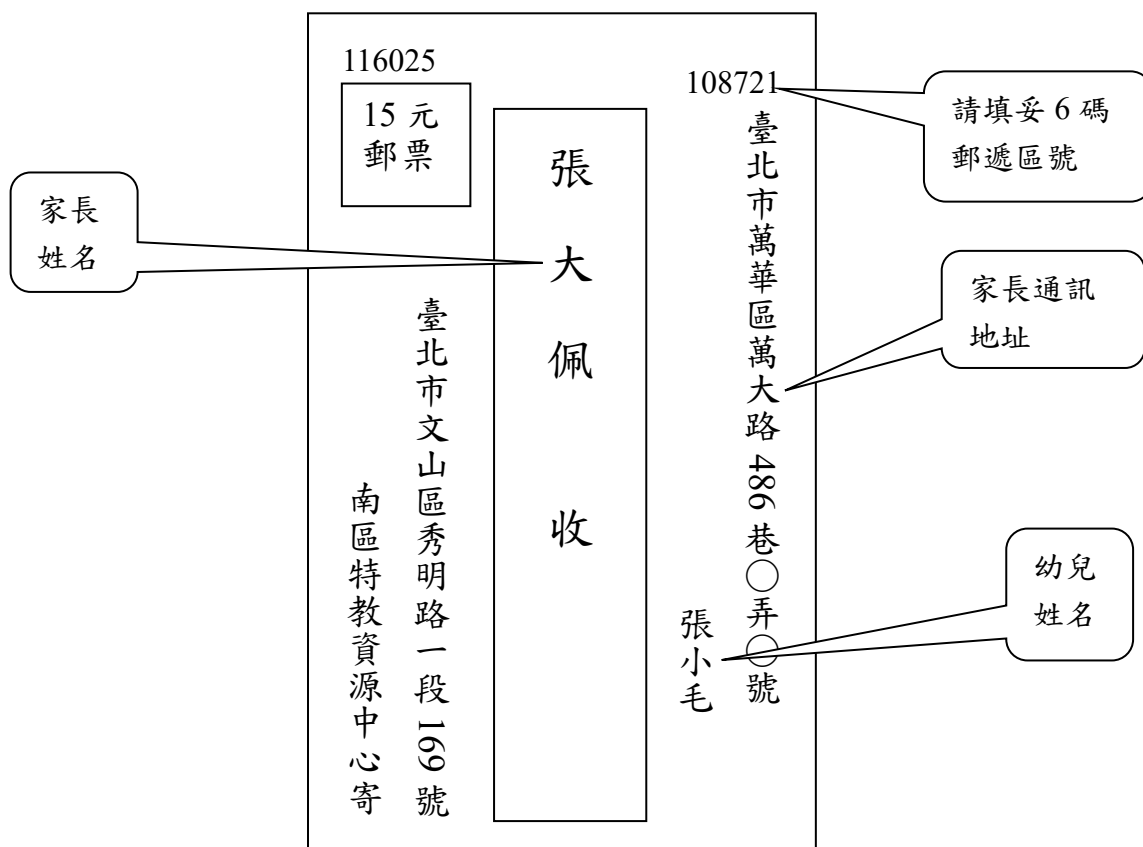 116025
15 元
郵票
108721
臺北市萬華區萬大路 486 巷○弄○號
張小毛
張大佩 收
臺北市文山區秀明路一段 169 號
南區特教資源中心寄
家長
姓名
請填妥 6 碼
郵遞區號
家長通訊
地址
幼兒
姓名